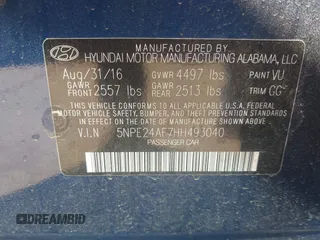 MANUFACTURED BY
HYUNDAI MOTOR MANUFACTURING ALABAMA, LLC
Aug/31/16 GVWR 4497 lbs PAINT VU
GAWR FRONT 2557 lbs GAWR REAR 2513 lbs TRIM GC
THIS VEHICLE CONFORMS TO ALL APPLICABLE U.S. FEDERAL MOTOR VEHICLE SAFETY, BUMPER, AND THEFT PREVENTION STANDARDS IN EFFECT ON THE DATE OF MANUFACTURE SHOWN ABOVE.
V.I.N 5NPE24AF7HH493040
PASSENGER CAR
DREAMBID